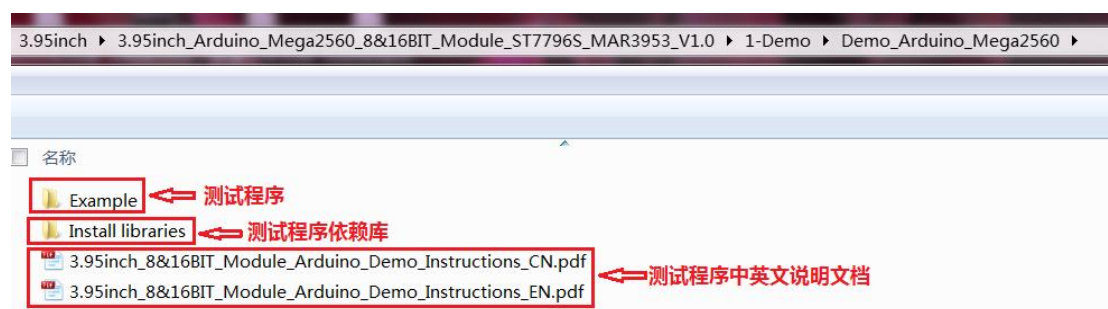 3.95inch ▸ 3.95inch_Arduino_Mega2560_8&16BIT_Module_ST7796S_MAR3953_V1.0 ▸ 1-Demo ▸ Demo_Arduino_Mega2560 ▸
名称
Example 测试程序
Install libraries 测试程序依赖库
3.95inch_8&16BIT_Module_Arduino_Demo_Instructions_CN.pdf
测试程序中英文说明文档
3.95inch_8&16BIT_Module_Arduino_Demo_Instructions_EN.pdf